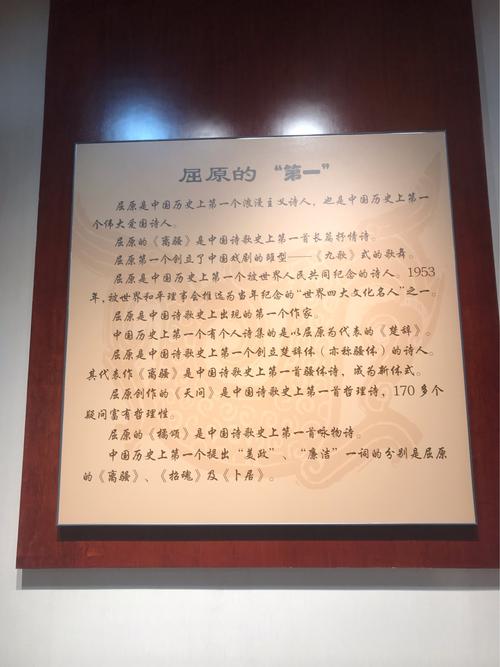 屈原的“第一”
屈原是中国历史上第一个浪漫主义诗人，也是中国历史上第一
个伟大爱国诗人。
屈原的《离骚》是中国诗歌史上第一首长篇抒情诗。
屈原第一个创立了中国戏剧的雏型——《九歌》式的歌舞。
屈原是中国历史上第一个被世界人民共同纪念的诗人。1953
年，被世界和平理事会推选为当年纪念的“世界四大文化名人”之一。
屈原是中国诗歌史上出现的第一个作家。
中国历史上第一个有个人诗集的是以屈原为代表的《楚辞》。
屈原是中国诗歌史上第一个创立楚辞体（亦称骚体）的诗人。
其代表作《离骚》是中国诗歌史上第一首骚体诗，成为新体式。
屈原创作的《天问》是中国诗歌史上第一首哲理诗，170多个
疑问富有哲理性。
屈原的《橘颂》是中国诗歌史上第一首咏物诗。
中国历史上第一个提出“美政”、“廉洁”一词的分别是屈原
的《离骚》、《招魂》及《卜居》。